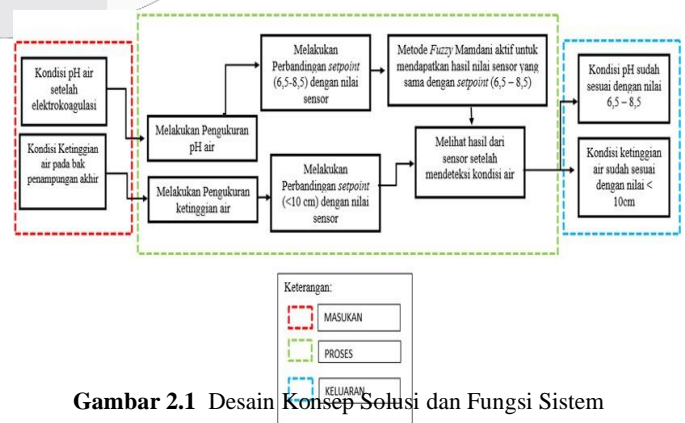 Kondisi pH air
setelah
elektrokoagulasi
Kondisi Ketinggian
air pada bak
penampungan akhir
Melakukan Pengukuran
pH air
Melakukan Pengukuran
ketinggian air
Melakukan
Perbandingan setpoint
(6,5-8,5) dengan nilai
sensor
Melakukan
Perbandingan setpoint
(<10 cm) dengan nilai
sensor
Metode Fuzzy Mamdani aktif untuk
mendapatkan hasil nilai sensor yang
sama dengan setpoint (6,5 – 8,5)
Melihat hasil dari
sensor setelah
mendeteksi kondisi air
Kondisi pH sudah
sesuai dengan nilai
6,5 – 8,5
Kondisi ketinggian
air sudah sesuai
dengan nilai <
10cm
Keterangan:
MASUKAN
PROSES
KELUARAN
Gambar 2.1 Desain Konsep Solusi dan Fungsi Sistem